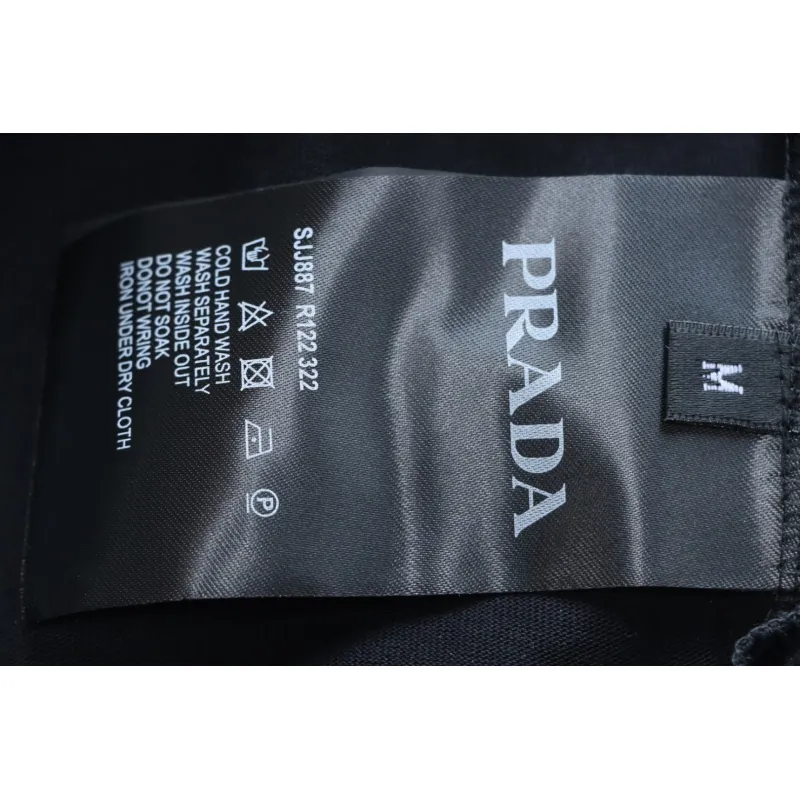 M
PRADA
SJJ887 R122 322
P
COLD HAND WASH
WASH SEPARATELY
WASH INSIDE OUT
DO NOT SOAK
DONOT WRING
IRON UNDER DRY CLOTH